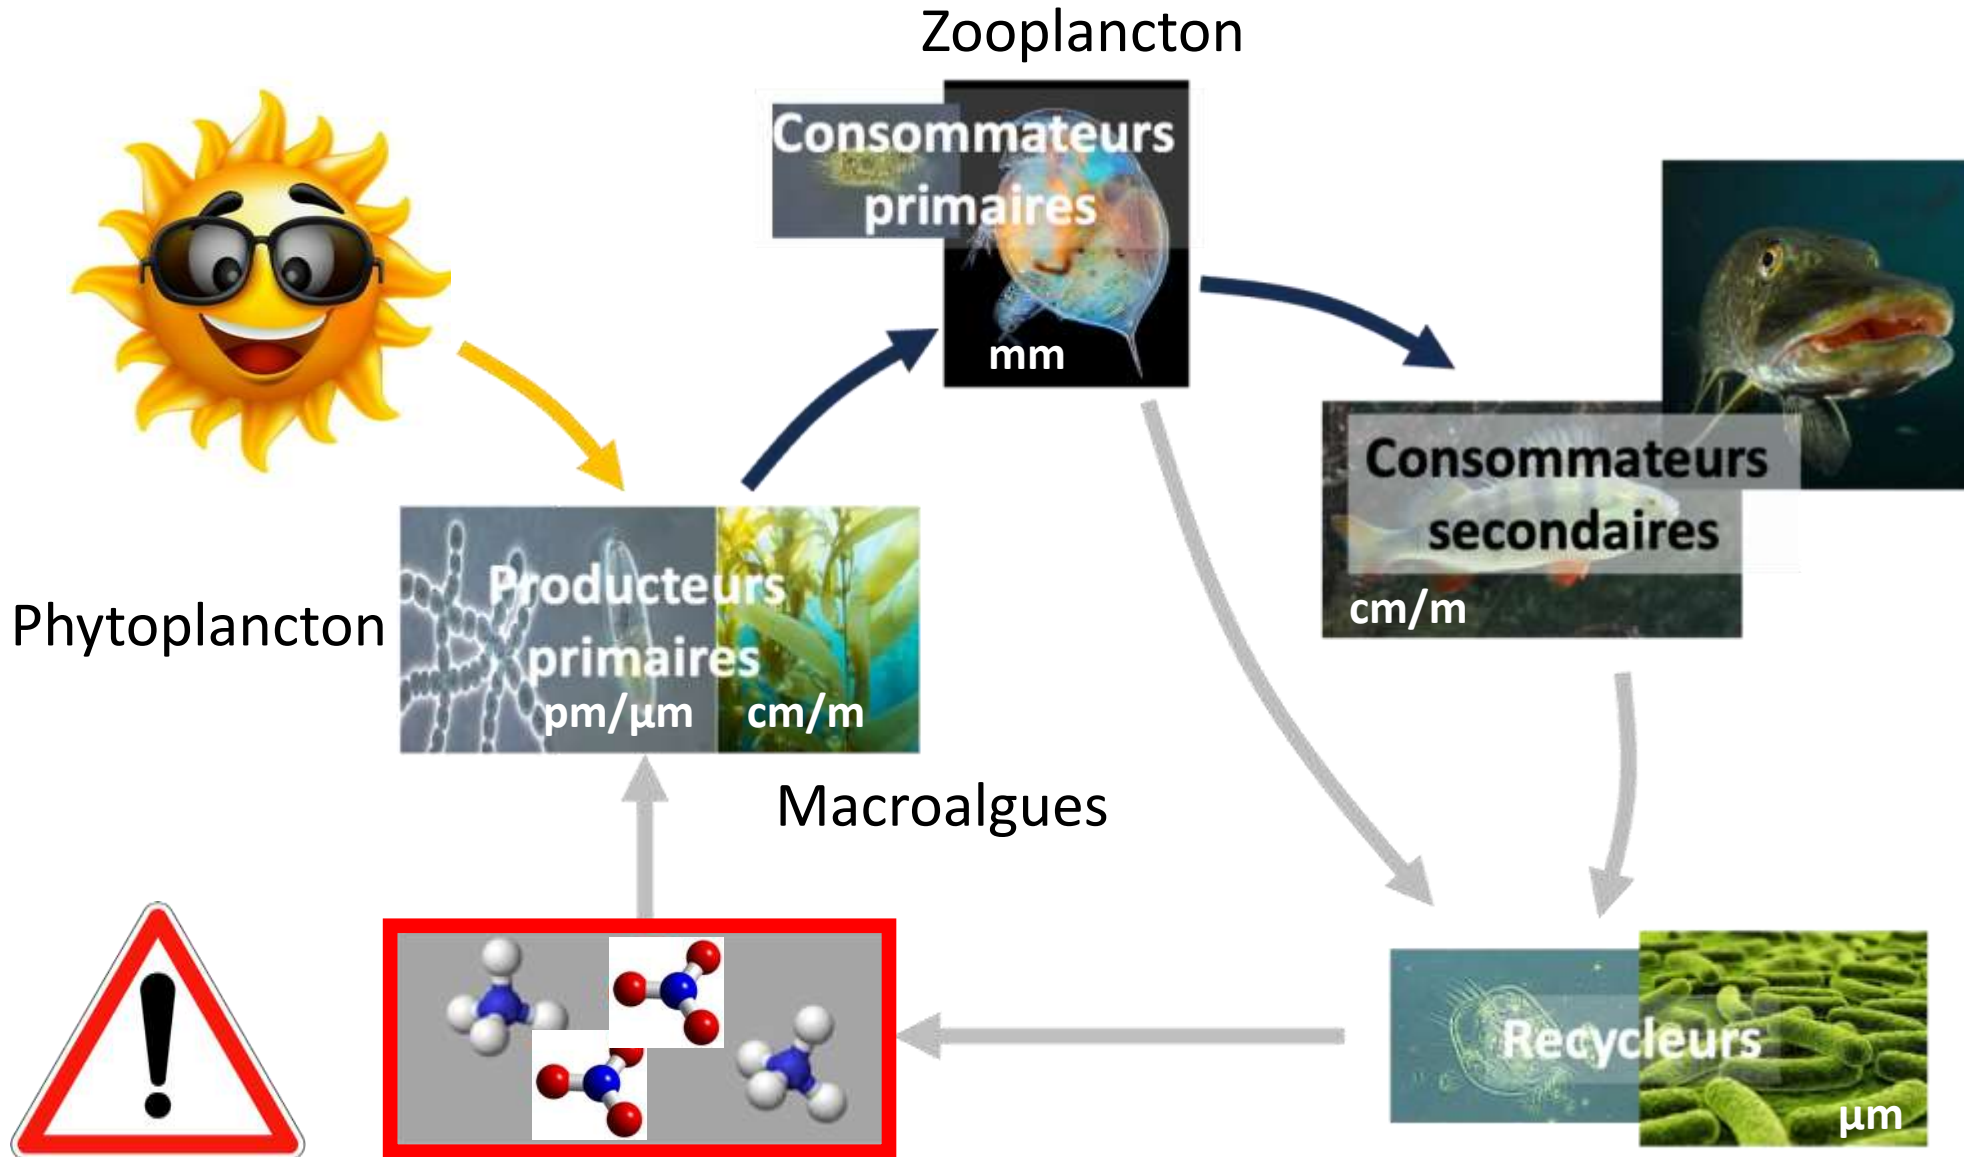 Zooplancton
Consommateurs
primaires
mm
Consommateurs
secondaires
cm/m
Phytoplancton
Producteurs
primaires
pm/µm
cm/m
Macroalgues
Recycleurs
µm